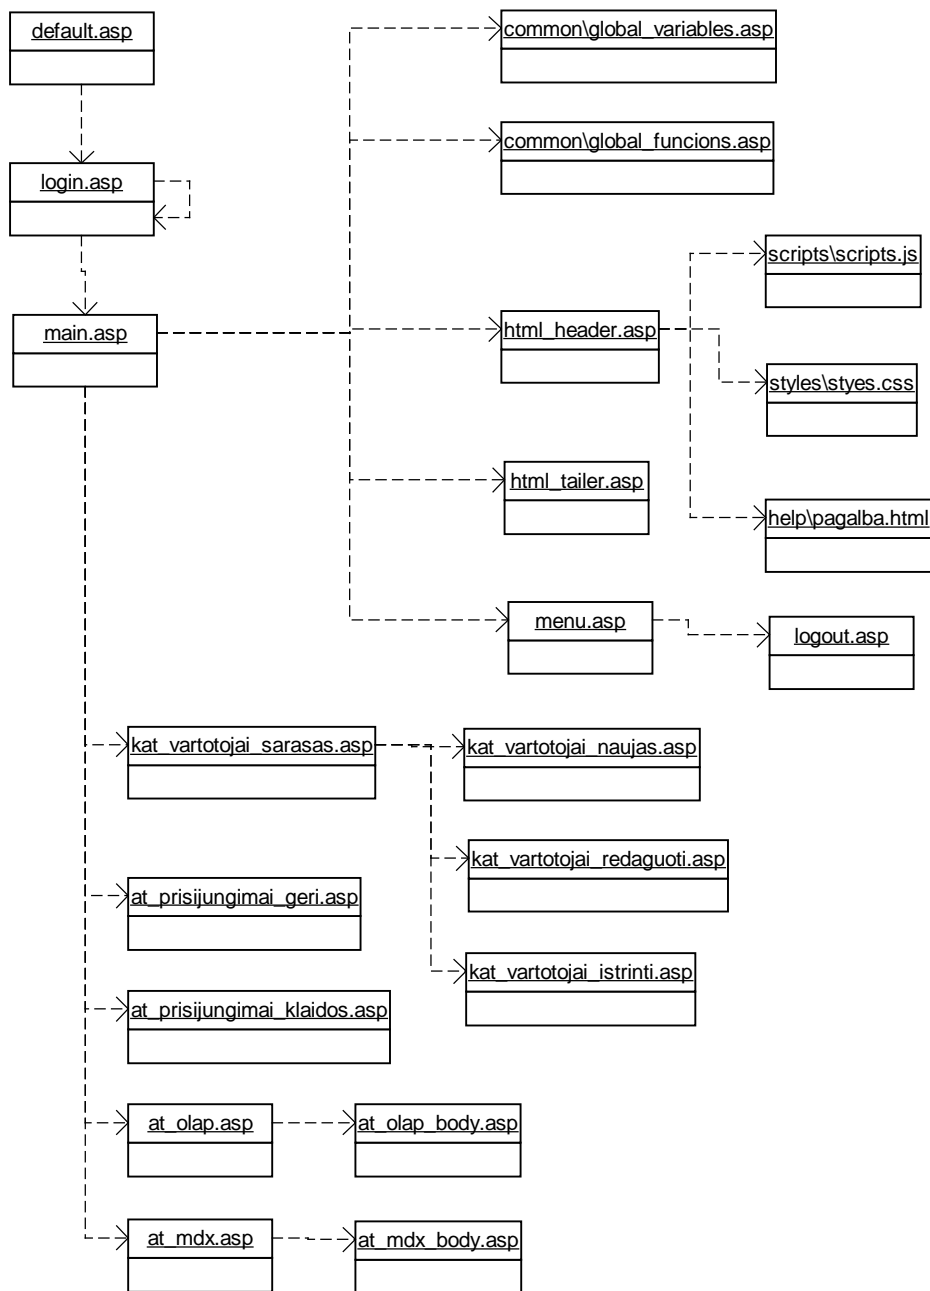 default.asp
common\global_variables.asp
common\global_funcions.asp
login.asp
scripts\scripts.js
main.asp
html_header.asp
styles\styes.css
html_tailer.asp
help\pagalba.html
menu.asp
logout.asp
kat_vartotojai_sarasas.asp
kat_vartotojai_naujas.asp
kat_vartotojai_redaguoti.asp
at_prisijungimai_geri.asp
kat_vartotojai_istrinti.asp
at_prisijungimai_klaidos.asp
at_olap.asp
at_olap_body.asp
at_mdx.asp
at_mdx_body.asp